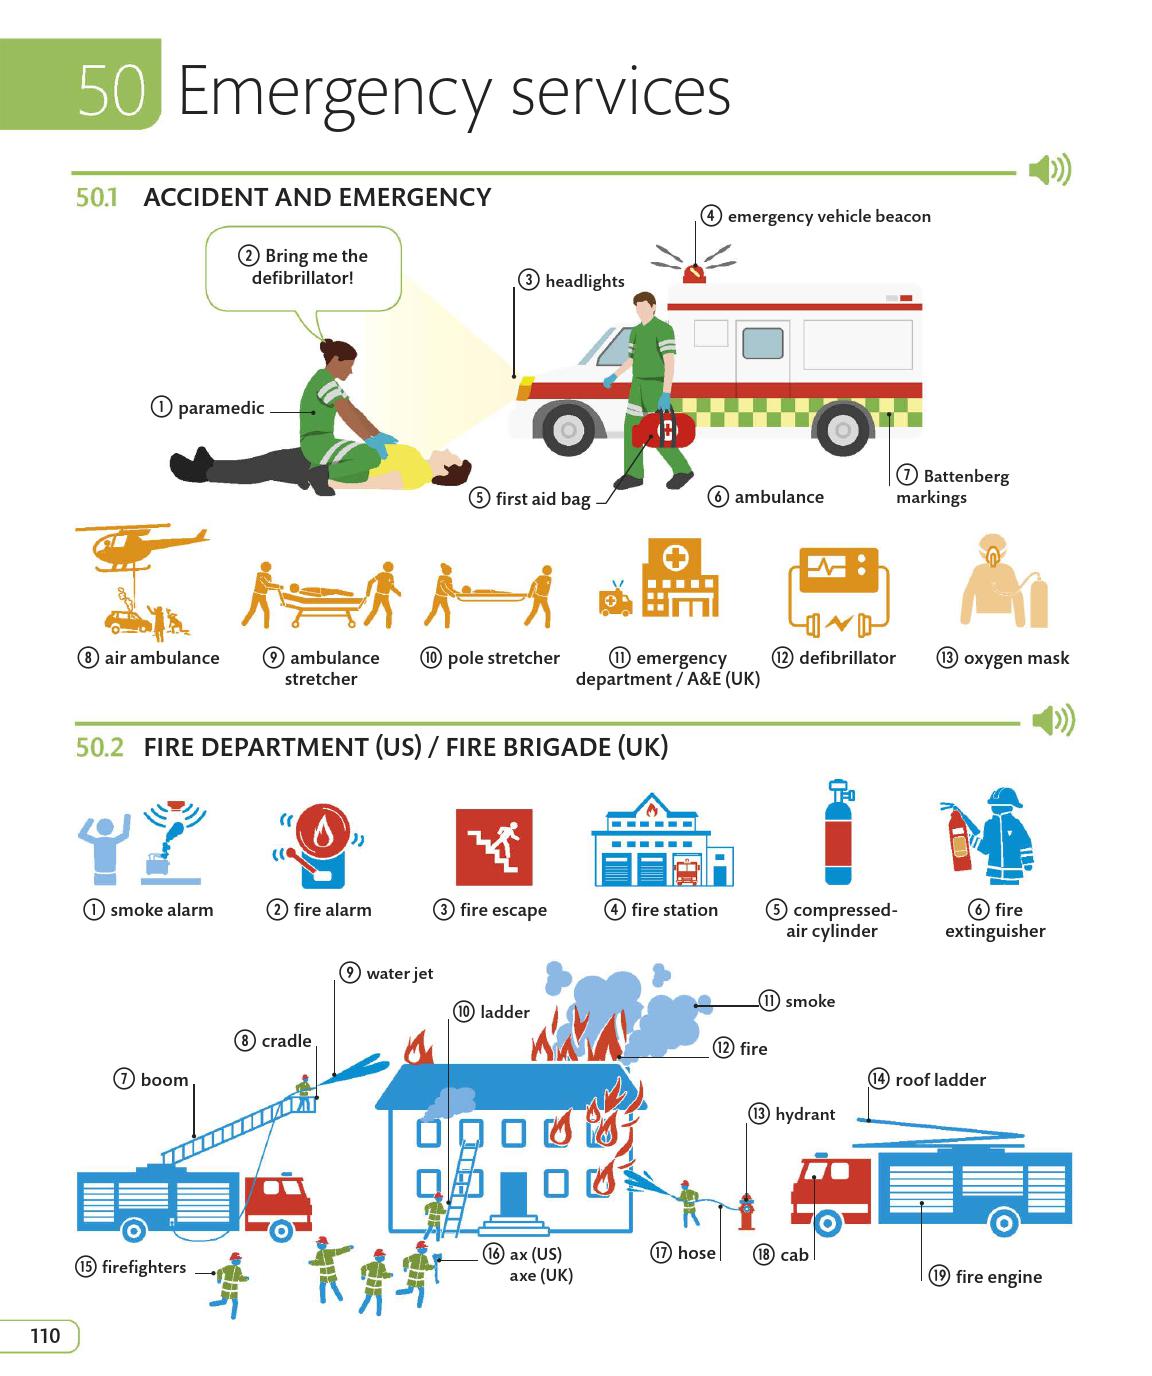 50 Emergency services
50.1 ACCIDENT AND EMERGENCY
④ emergency vehicle beacon
② Bring me the
defibrillator!
③ headlights
① paramedic
⑤ first aid bag
⑥ ambulance
⑦ Battenberg
markings
⑧ air ambulance
⑨ ambulance
stretcher
⑩ pole stretcher
⑪ emergency
department / A&E (UK)
⑫ defibrillator
⑬ oxygen mask
50.2 FIRE DEPARTMENT (US) / FIRE BRIGADE (UK)
① smoke alarm
② fire alarm
③ fire escape
④ fire station
⑤ compressed-
air cylinder
⑥ fire
extinguisher
⑨ water jet
⑩ ladder
⑪ smoke
⑧ cradle
⑫ fire
⑦ boom
⑭ roof ladder
⑬ hydrant
⑮ firefighters
⑯ ax (US)
axe (UK)
⑰ hose
⑱ cab
⑲ fire engine
110